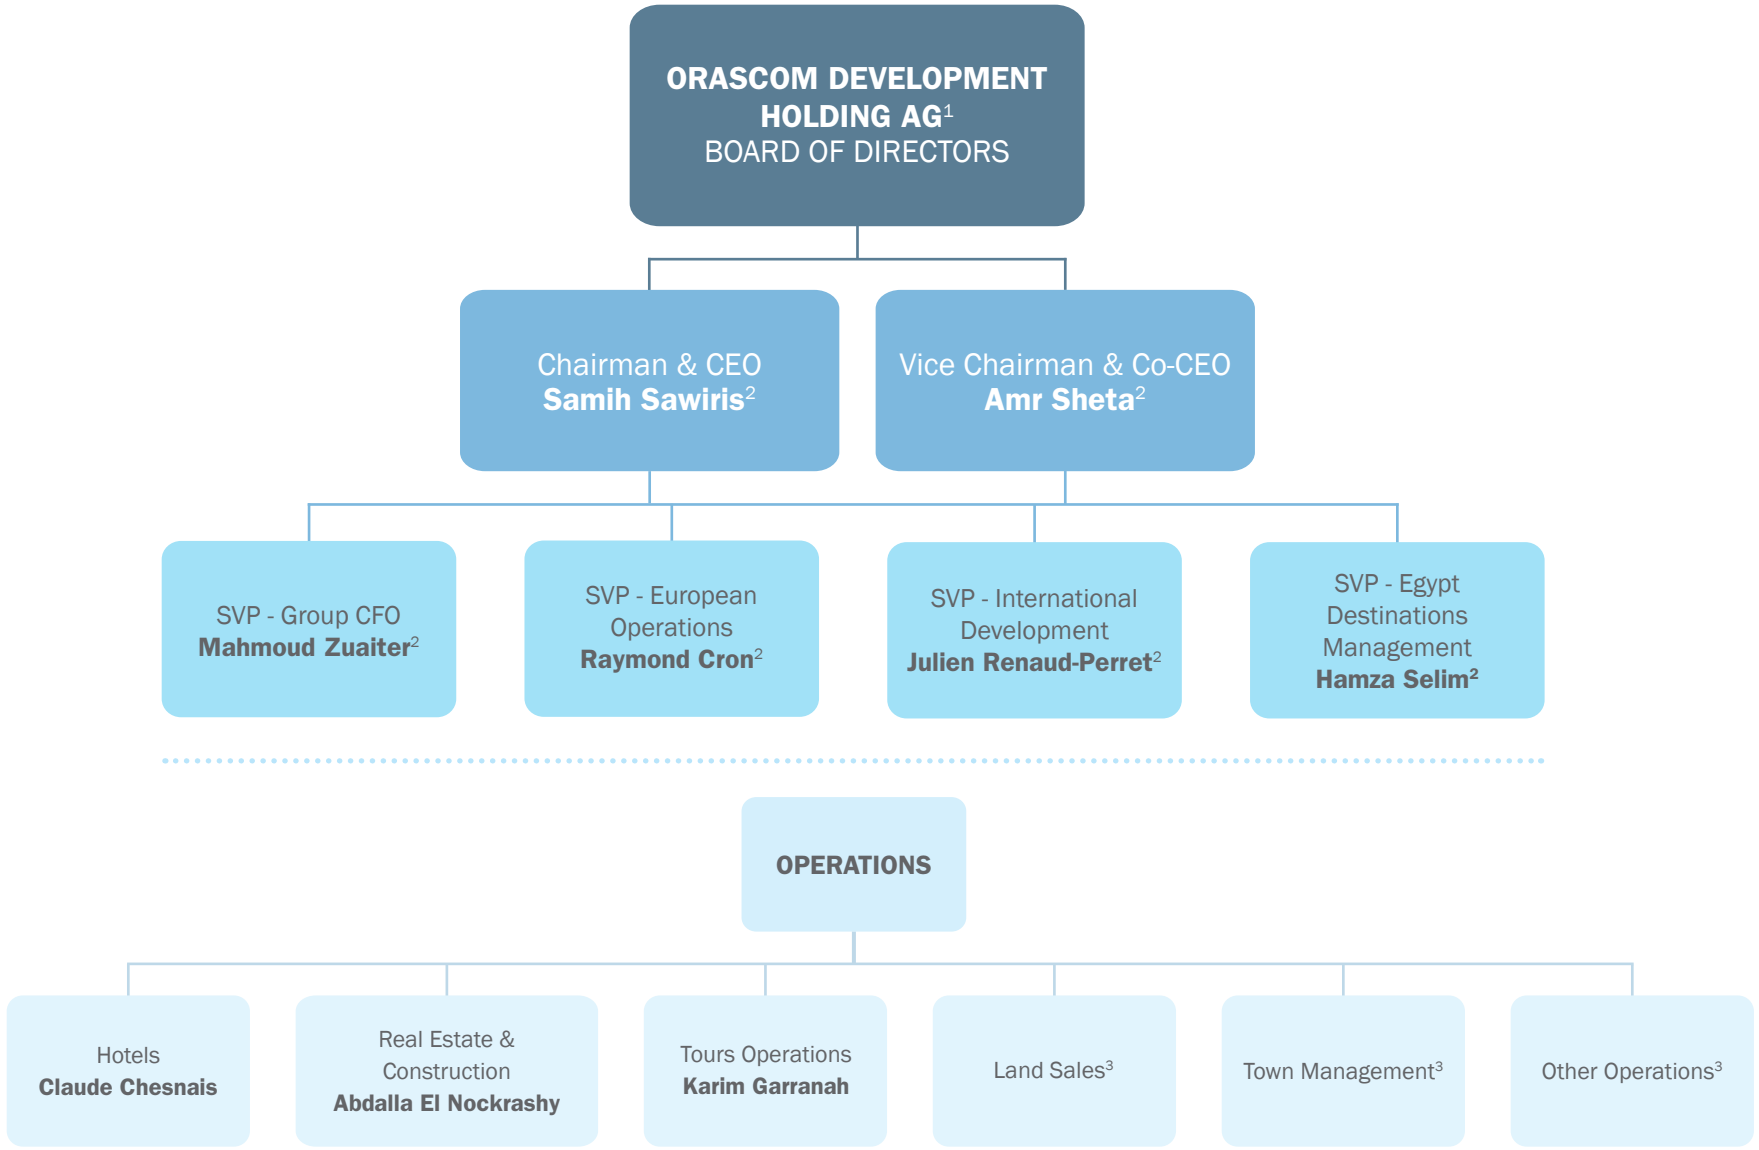 ORASCOM DEVELOPMENT
HOLDING AG¹
BOARD OF DIRECTORS
Chairman & CEO
Samih Sawiris²
Vice Chairman & Co-CEO
Amr Sheta²
SVP - Group CFO
Mahmoud Zuaiter²
SVP - European
Operations
Raymond Cron²
SVP - International
Development
Julien Renaud-Perret²
SVP - Egypt
Destinations
Management
Hamza Selim²
OPERATIONS
Hotels
Claude Chesnais
Real Estate &
Construction
Abdalla El Nockrashy
Tours Operations
Karim Garranah
Land Sales³
Town Management³
Other Operations³